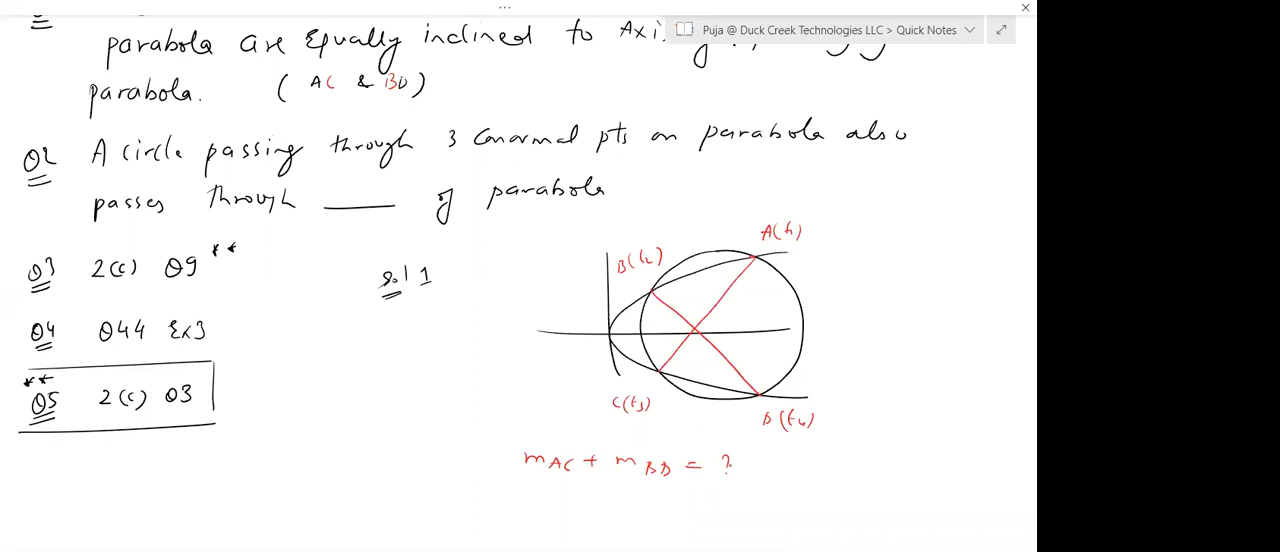 Puja @ Duck Creek Technologies LLC > Quick Notes
parabola are Equally inclined to Axis
parabola. ( AC & BD )
Q2 A circle passing through 3 Conormal pts on parabola also
passes through ____ of parabola
Q3 2(c) Q9 **
Sol 1
Q4 Q44 Ex3
** Q5 2(c) Q3
A(t1)
B(t2)
C(t3)
D(t4)
mAC + mBD = ?